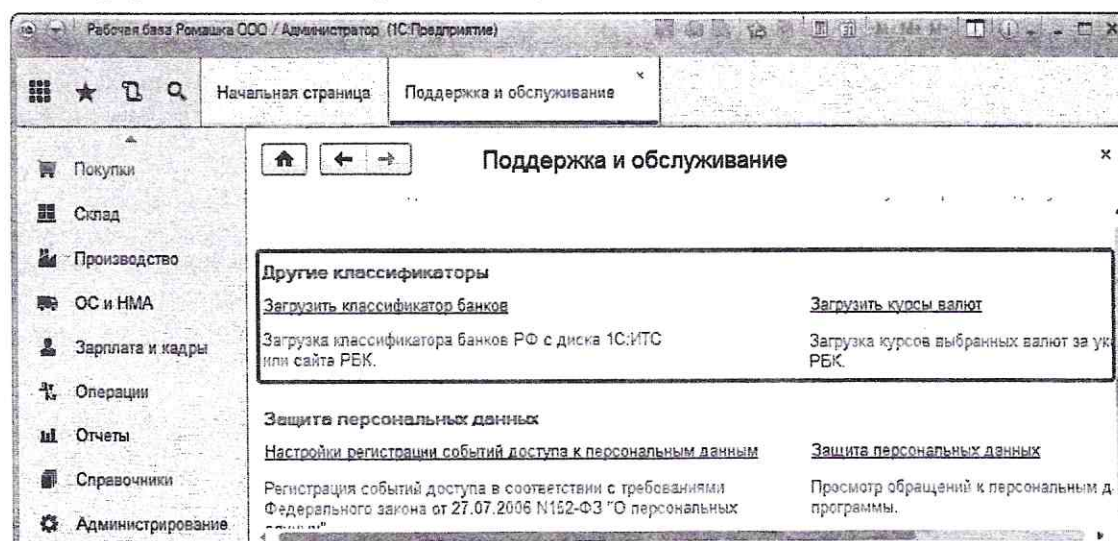 Рабочая база Ромашка ООО / Администратор (1С:Предприятие)
M M+ M-
Начальная страница
Поддержка и обслуживание
Покупки
Склад
Производство
ОС и НМА
Зарплата и кадры
Операции
Отчеты
Справочники
Администрирование
Поддержка и обслуживание
Другие классификаторы
Загрузить классификатор банков
Загрузить курсы валют
Загрузка классификатора банков РФ с диска 1С:ИТС
или сайта РБК.
Загрузка курсов выбранных валют за ук
РБК.
Защита персональных данных
Настройки регистрации событий доступа к персональным данным
Защита персональных данных
Регистрация событий доступа в соответствии с требованиями
Федерального закона от 27.07.2006 N152-ФЗ "О персональных
Просмотр обращений к персональным д
программы.